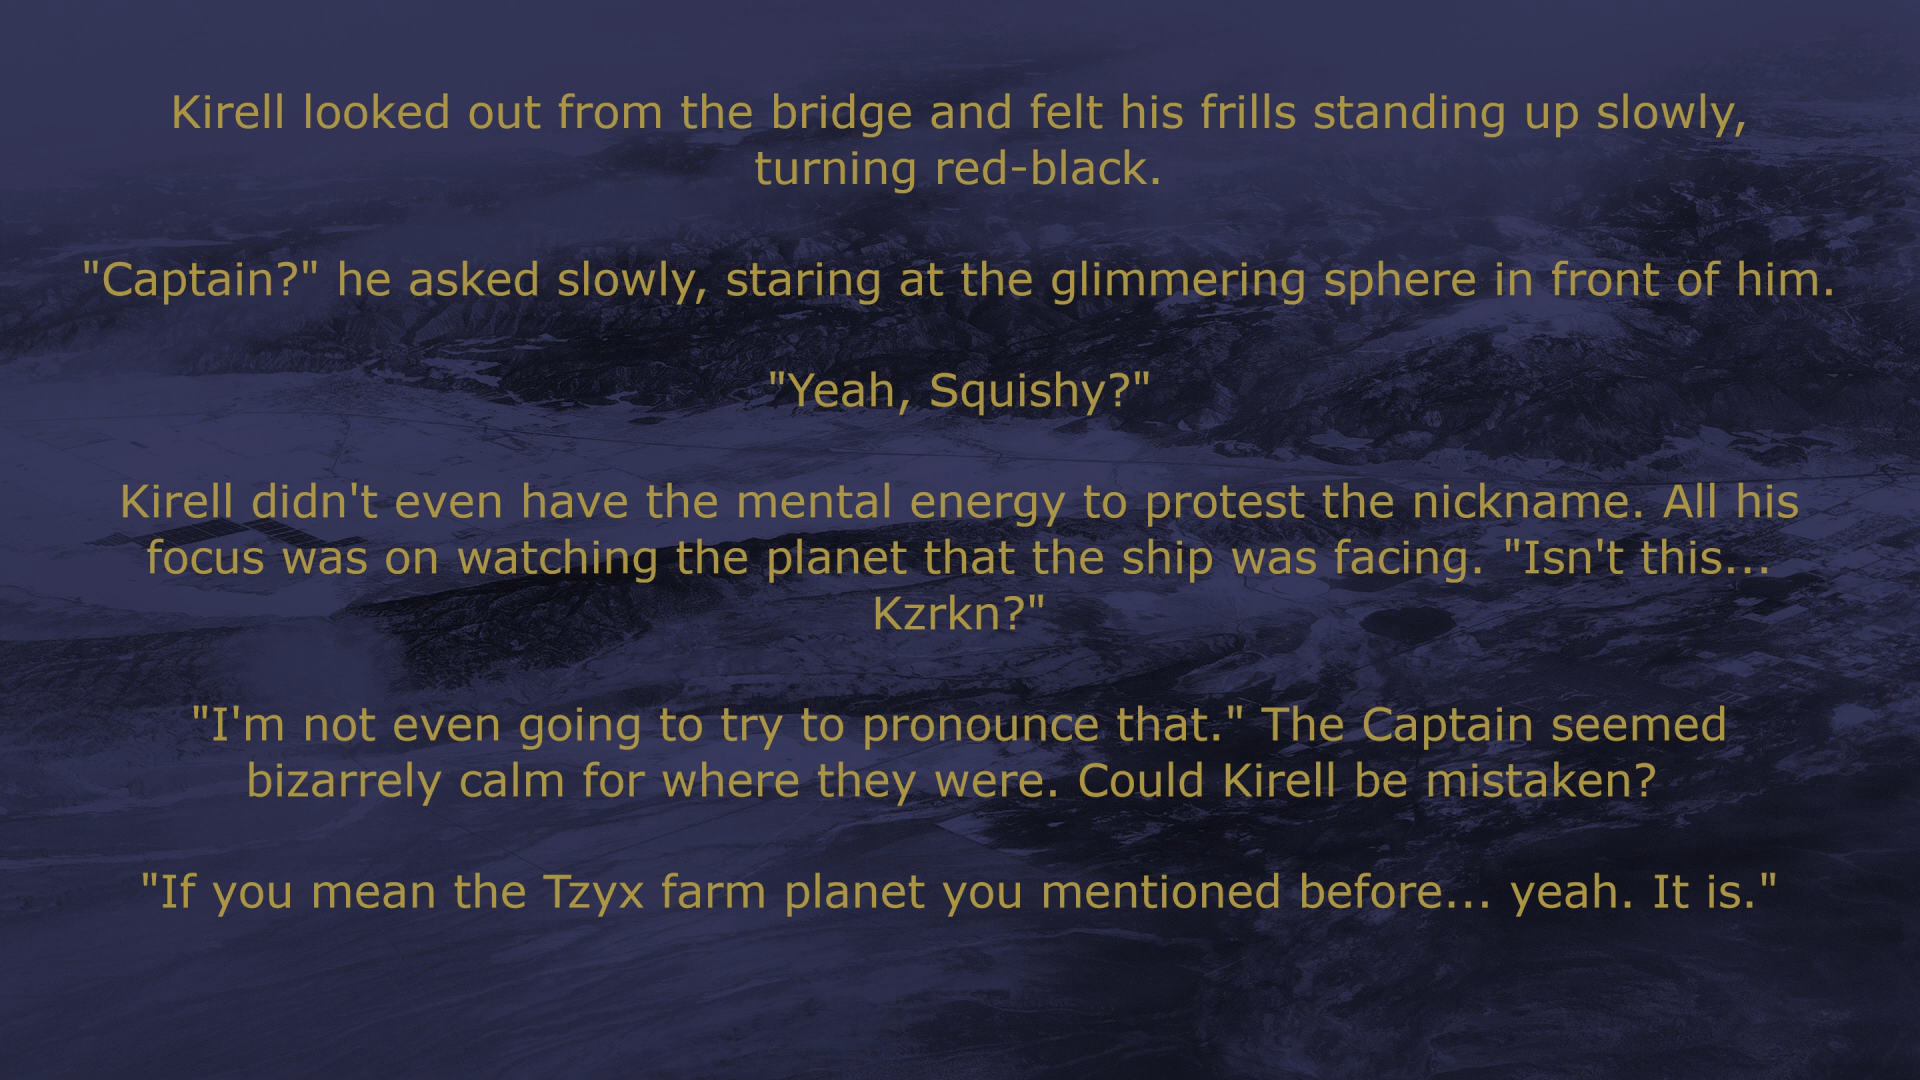 Kirell looked out from the bridge and felt his frills standing up slowly,
turning red-black.
"Captain?" he asked slowly, staring at the glimmering sphere in front of him.
"Yeah, Squishy?"
Kirell didn't even have the mental energy to protest the nickname. All his
focus was on watching the planet that the ship was facing. "Isn't this...
Kzrkn?"
"I'm not even going to try to pronounce that." The Captain seemed
bizarrely calm for where they were. Could Kirell be mistaken?
"If you mean the Tzyx farm planet you mentioned before... yeah. It is."